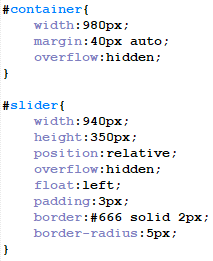 #container{
width:980px;
margin:40px auto;
overflow:hidden;
}
#slider{
width:940px;
height:350px;
position:relative;
overflow:hidden;
float:left;
padding:3px;
border:#666 solid 2px;
border-radius:5px;
}